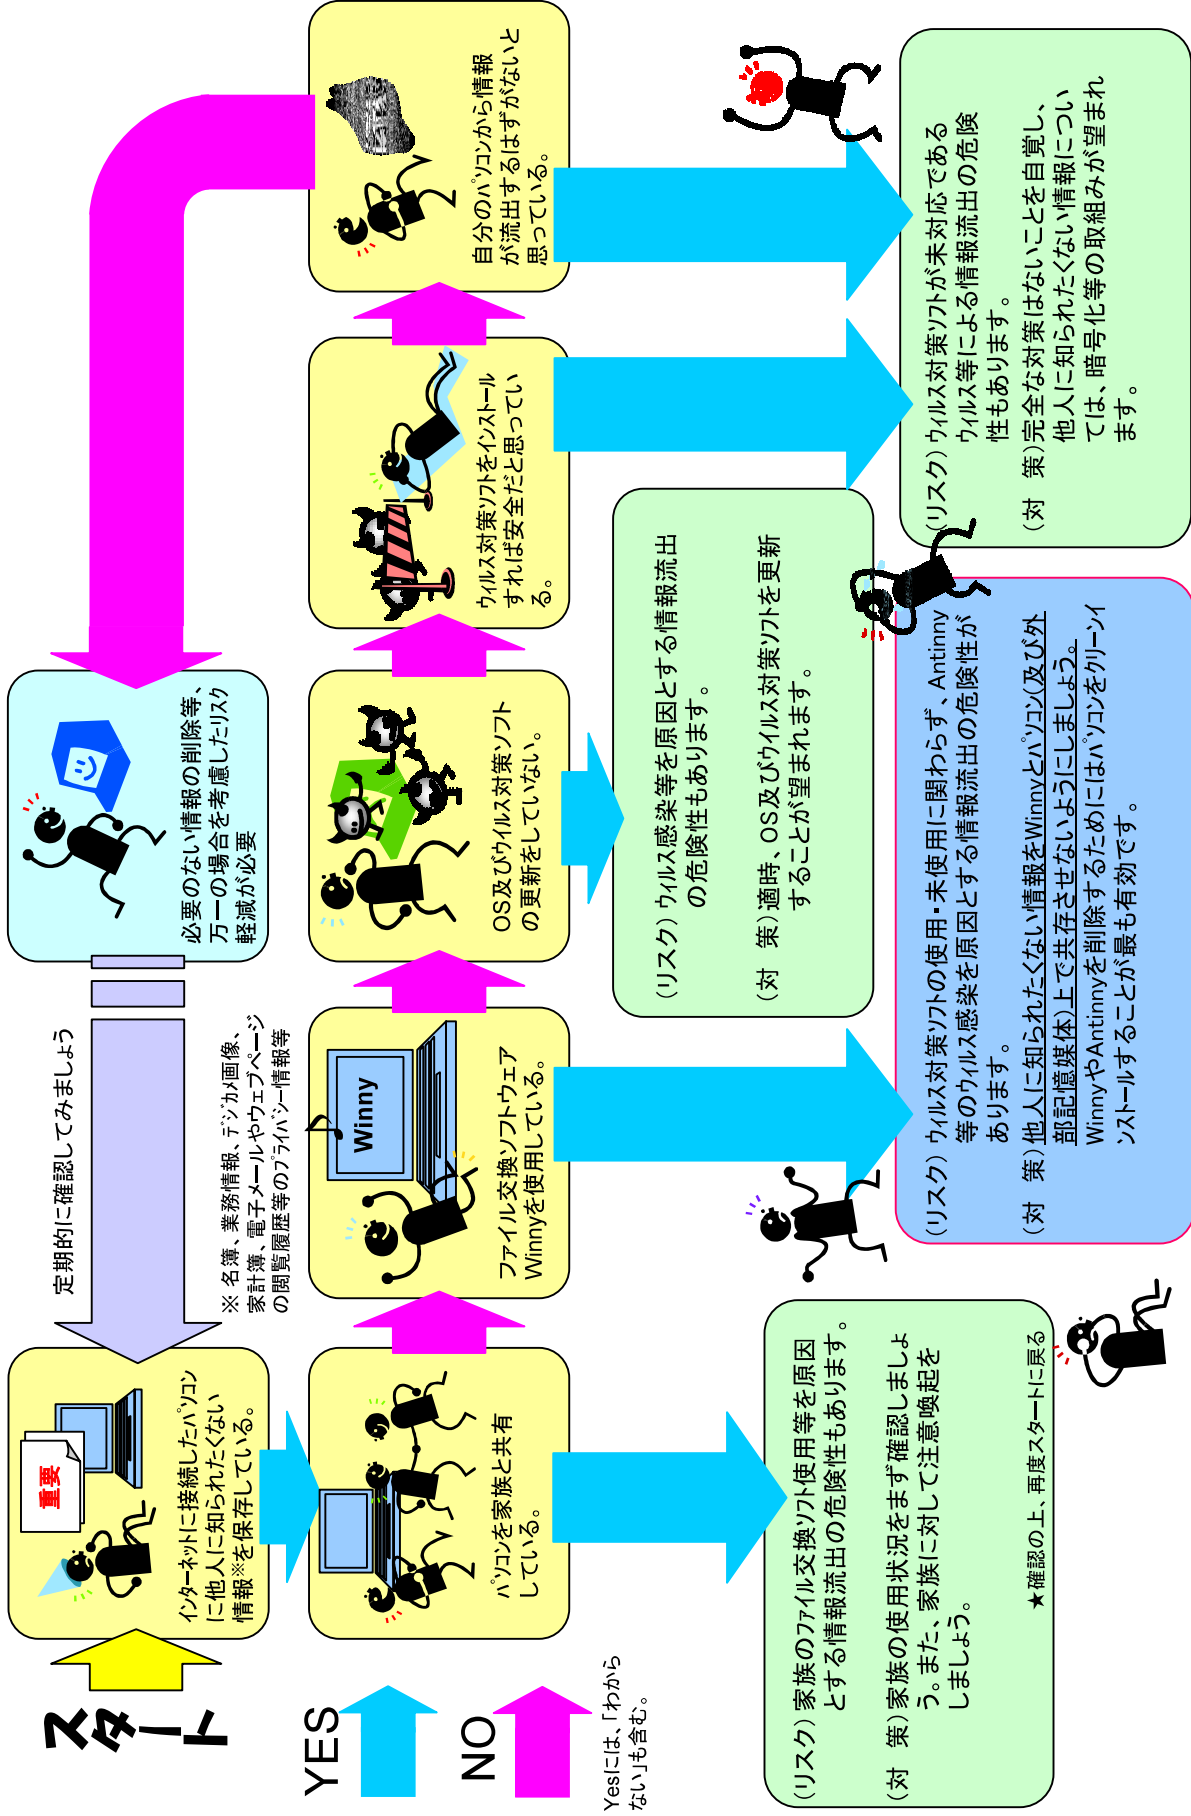 スタート
重要
インターネットに接続したパソコン
に他人に知られたくない
情報※を保存している。
定期的に確認してみましょう
※ 名簿、業務情報、デジカメ画像、
家計簿、電子メールやウェブページ
の閲覧履歴等のプライバシー情報等
必要のない情報の削除等、
万一の場合を考慮したリスク
軽減が必要
YES
NO
Yesには、「わから
ない」も含む。
パソコンを家族と共有
している。
Winny
ファイル交換ソフトウェア
Winnyを使用している。
OS及びウイルス対策ソフト
の更新をしていない。
ウィルス対策ソフトをインストール
すれば安全だと思ってい
る。
自分のパソコンから情報
が流出するはずがないと
思っている。
(リスク) 家族のファイル交換ソフト使用等を原因
とする情報流出の危険性もあります。
(対　策)家族の使用状況をまず確認しましょ
う。また、家族に対して注意喚起を
しましょう。
★確認の上、再度スタートに戻る
(リスク) ウィルス感染等を原因とする情報流出
の危険性もあります。
(対　策)適時、OS及びウィルス対策ソフトを更新
することが望まれます。
(リスク) ウィルス対策ソフトの使用・未使用に関わらず、Antinny
等のウィルス感染を原因とする情報流出の危険性が
あります。
(対　策)他人に知られたくない情報をWinnyとパソコン(及び外
部記憶媒体)上で共存させないようにしましょう。
WinnyやAntinnyを削除するためにはパソコンをクリーンイ
ンストールすることが最も有効です。
(リスク) ウィルス対策ソフトが未対応である
ウィルス等による情報流出の危険
性もあります。
(対　策)完全な対策はないことを自覚し、
他人に知られたくない情報につい
ては、暗号化等の取組みが望まれ
ます。